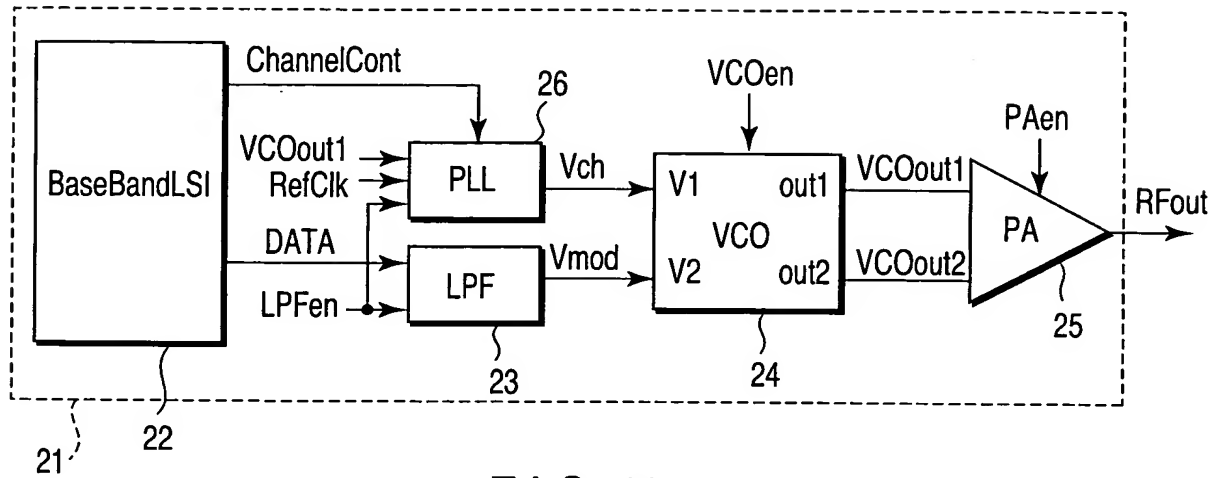 ChannelCont
26
VCOen
PAen
VCOout1
RefClk
PLL
Vch
BaseBandLSI
V1
out1
VCOout1
VCO
PA
RFout
DATA
LPFen
LPF
Vmod
V2
out2
VCOout2
25
23
24
22
21